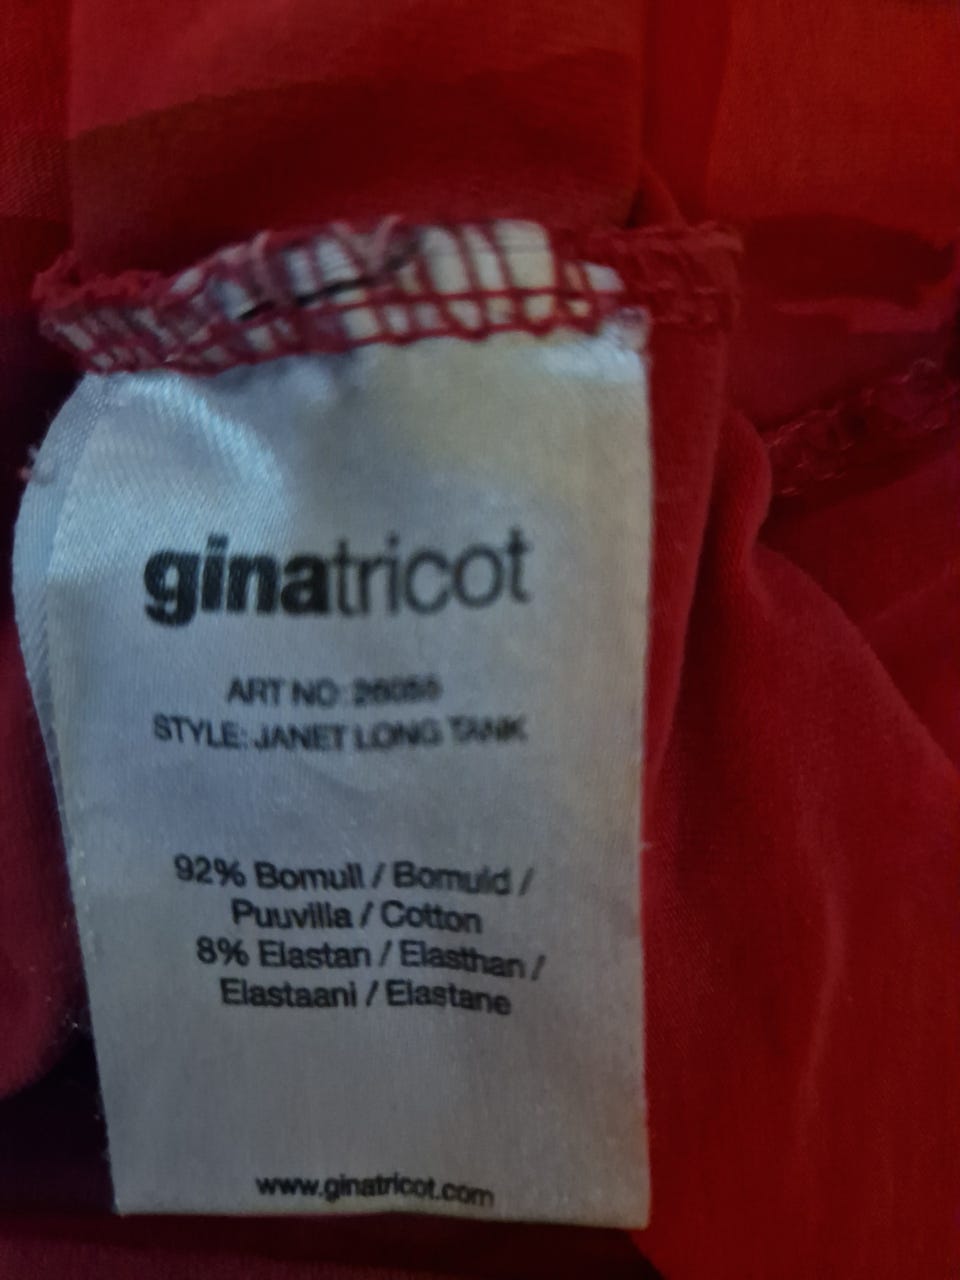 ginatricot
ART NO:
STYLE: JANET LONG TANK
92% Bomull / Bomuld /
Puuvilla / Cotton
8% Elastan / Elasthan /
Elastaani / Elastane
www.ginatricot.com